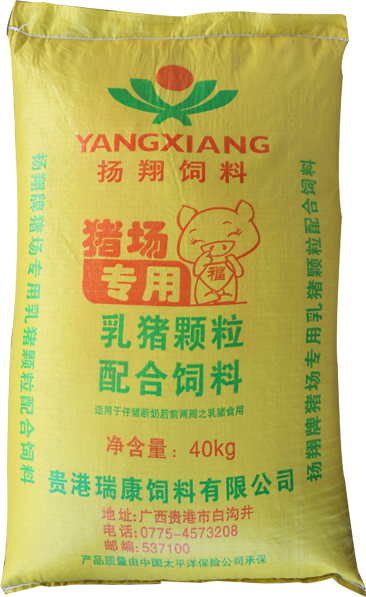 YANGXIANG
扬翔饲料
猪场
专用
福
乳猪颗粒
配合饲料
适用于仔猪断奶后前两周之乳猪食用
净含量：40kg
贵港瑞康饲料有限公司
地址:广西贵港市白沟井
电话:0775-4573208
邮编:537100
产品质量由中国太平洋保险公司承保
扬翔牌猪场专用乳猪颗粒配合饲料
扬翔牌猪场专用乳猪颗粒配合饲料